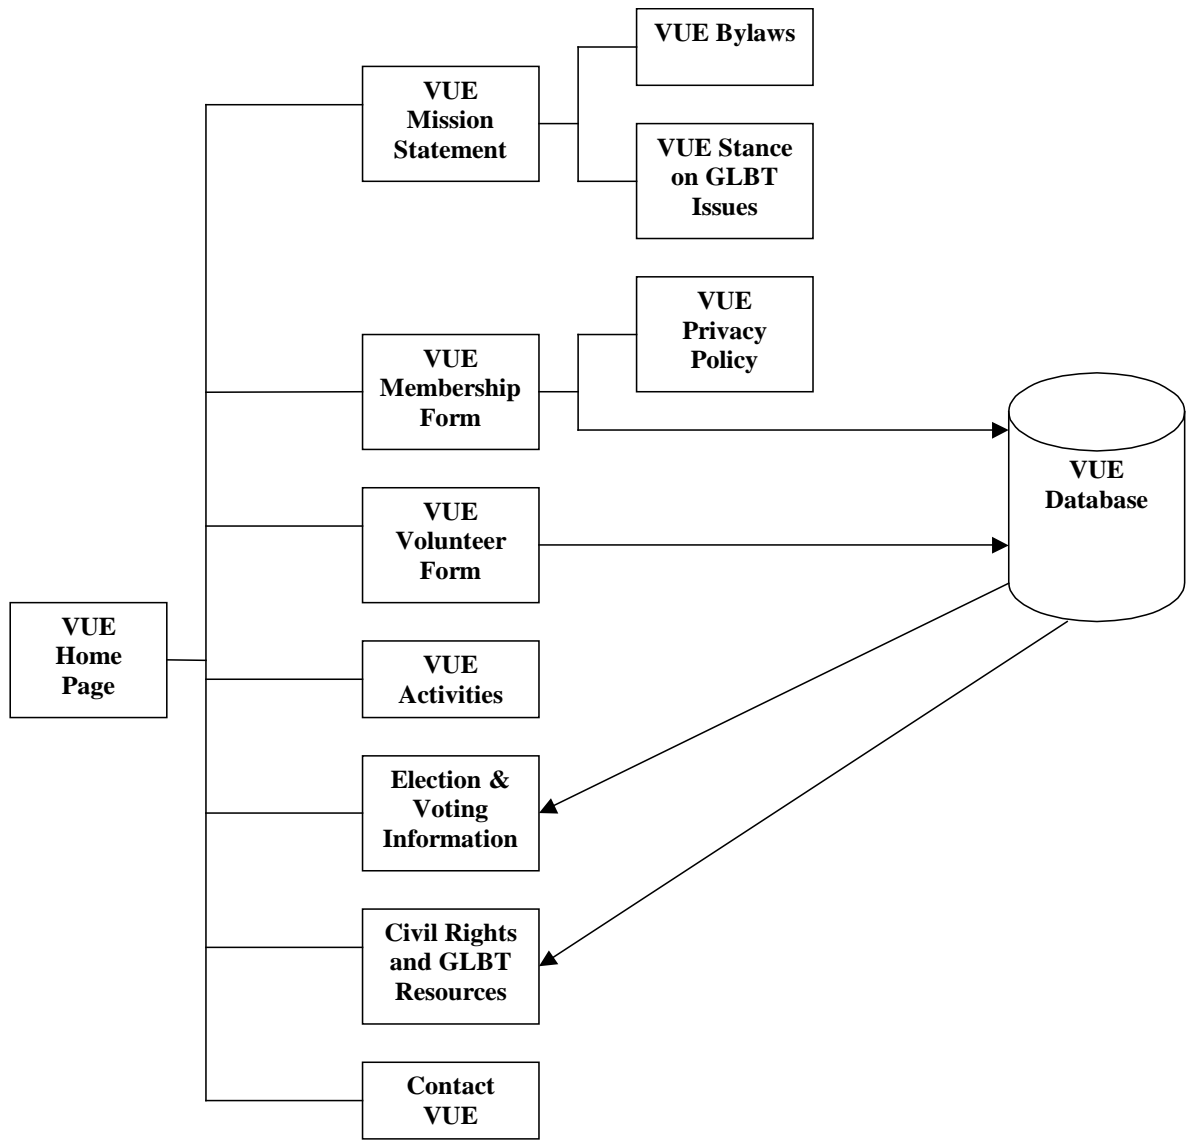 VUE Bylaws
VUE
Mission
Statement
VUE Stance
on GLBT
Issues
VUE
Privacy
Policy
VUE
Membership
Form
VUE
Database
VUE
Volunteer
Form
VUE
Home
Page
VUE
Activities
Election &
Voting
Information
Civil Rights
and GLBT
Resources
Contact
VUE